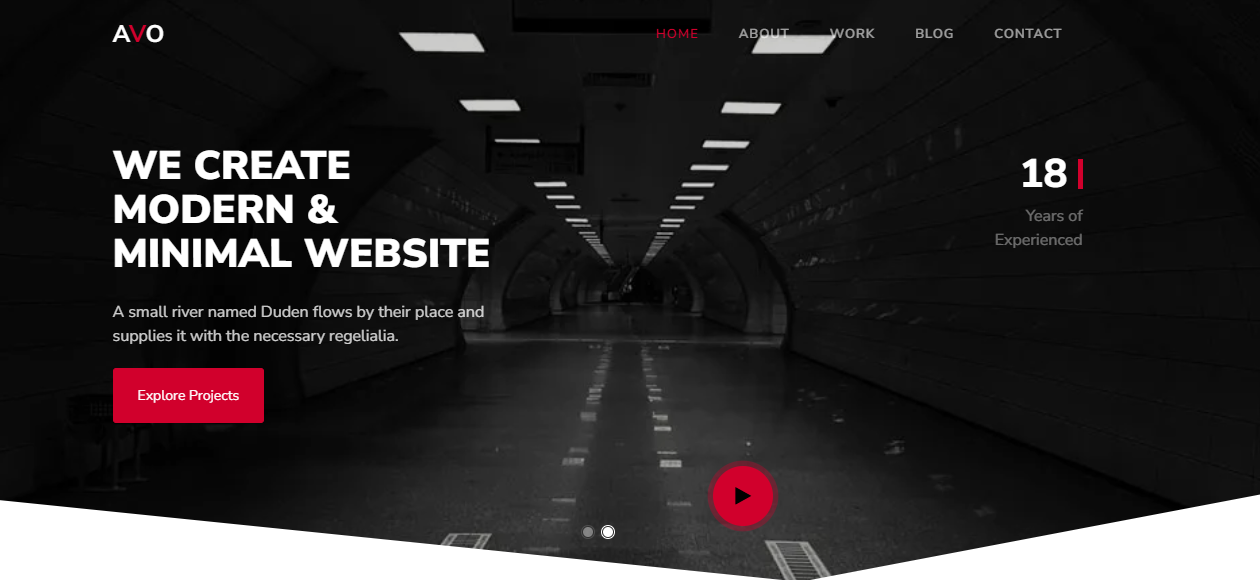 AVO
HOME ABOUT WORK BLOG CONTACT
WE CREATE
MODERN &
MINIMAL WEBSITE
A small river named Duden flows by their place and
supplies it with the necessary regelialia.
Explore Projects
18
Years of
Experienced